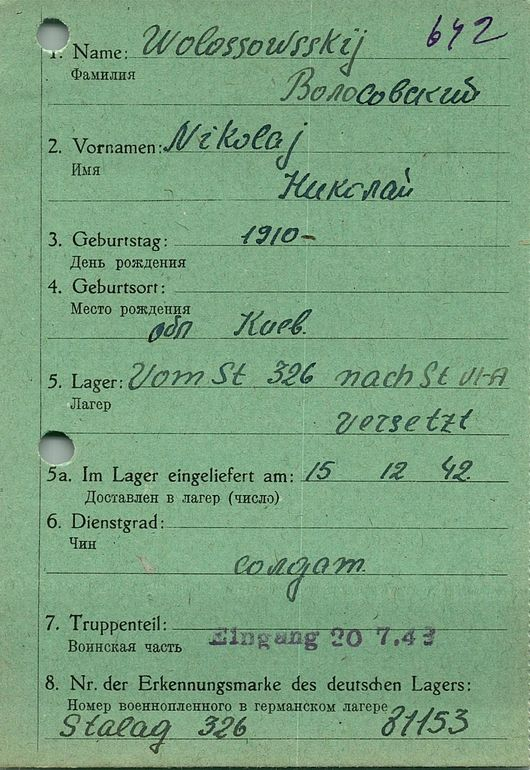 642
1. Name: Wolossowsskij
Фамилия
Волосовский
2. Vornamen: Nikolaj
Имя
Николай
3. Geburtstag: 1910-
День рождения
4. Geburtsort:
Место рождения
обл Киев.
5. Lager: Vom St 326 nach St VI-A
Лагер
versetzt
5a. Im Lager eingeliefert am: 15 12 42.
Доставлен в лагер (число)
6. Dienstgrad:
Чин
солдат.
7. Truppenteil:
Воинская часть Eingang 20 7.43
8. Nr. der Erkennungsmarke des deutschen Lagers:
Номер военнопленного в германском лагере
Stalag 326 81153